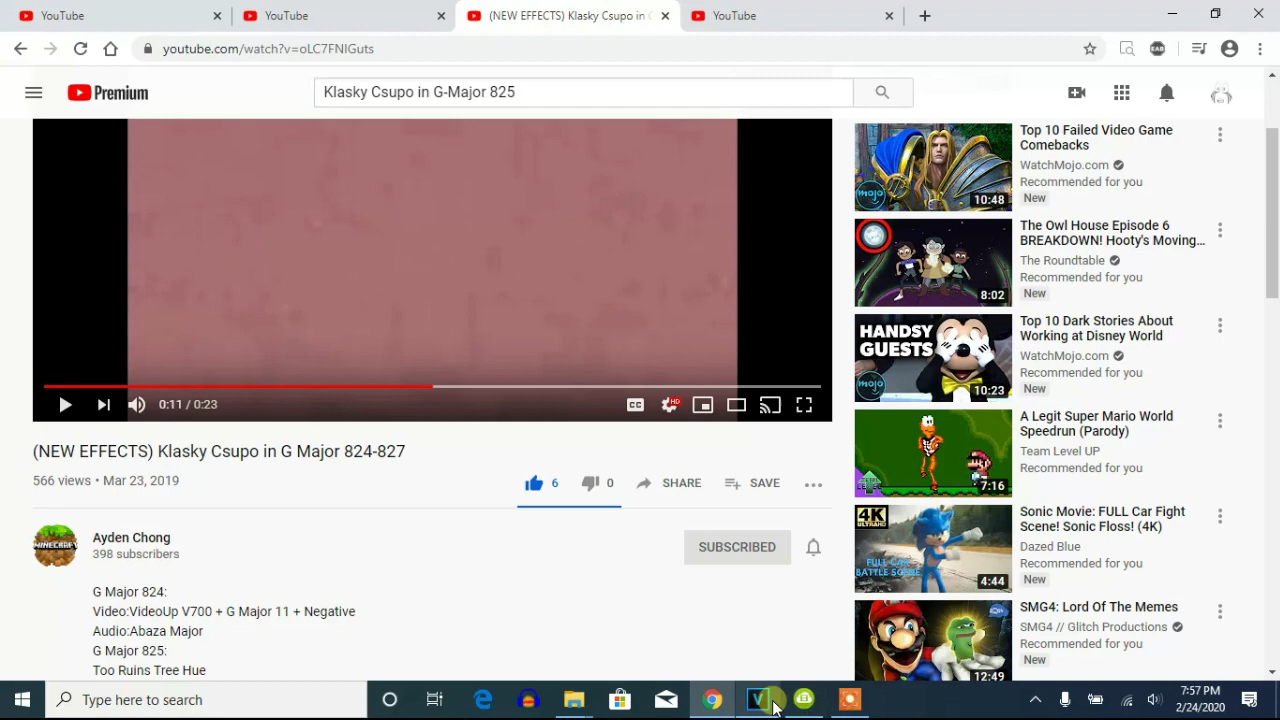 YouTube
YouTube
(NEW EFFECTS) Klasky Csupo in G
YouTube
youtube.com/watch?v=oLC7FNIGuts
EAB
Premium
Klasky Csupo in G-Major 825
0:11 / 0:23
CC
HD
(NEW EFFECTS) Klasky Csupo in G Major 824-827
566 views • Mar 23, 2019
6
0
SHARE
SAVE
MINECRAFT
Ayden Chong
398 subscribers
SUBSCRIBED
G Major 824:
Video:VideoUp V700 + G Major 11 + Negative
Audio:Abaza Major
G Major 825:
Too Ruins Tree Hue
mojo
10:48
Top 10 Failed Video Game
Comebacks
WatchMojo.com
Recommended for you
New
8:02
The Owl House Episode 6
BREAKDOWN! Hooty's Moving...
The Roundtable
Recommended for you
New
HANDSY
GUESTS
mojo
10:23
Top 10 Dark Stories About
Working at Disney World
WatchMojo.com
Recommended for you
New
7:16
A Legit Super Mario World
Speedrun (Parody)
Team Level UP
Recommended for you
4K
ULTRAHD
FULL CAR
BATTLE SCENE
4:44
Sonic Movie: FULL Car Fight
Scene! Sonic Floss! (4K)
Dazed Blue
Recommended for you
New
12:49
SMG4: Lord Of The Memes
SMG4 // Glitch Productions
Recommended for you
New
Type here to search
V
7:57 PM
2/24/2020